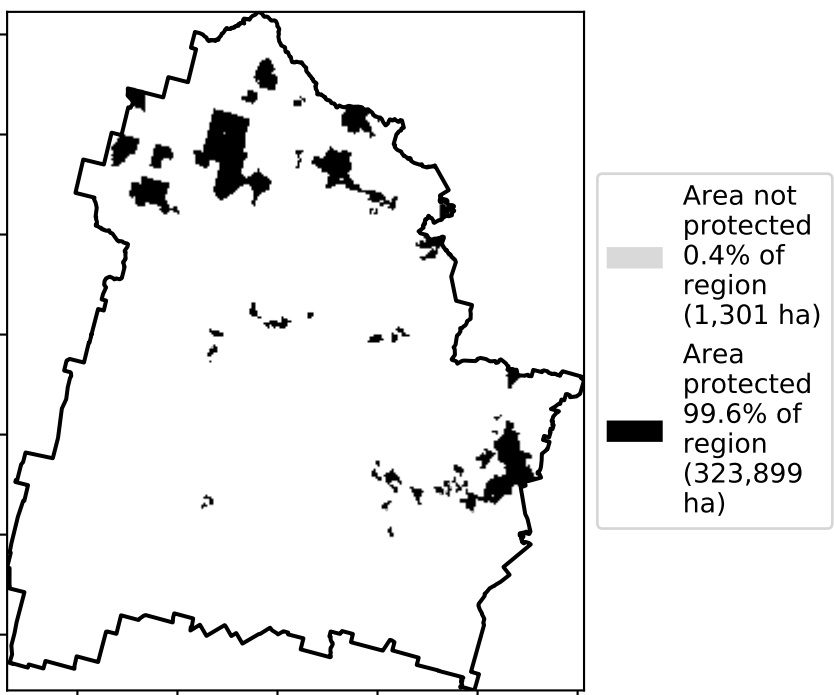 Area not
protected
0.4% of
region
(1,301 ha)
Area
protected
99.6% of
region
(323,899
ha)